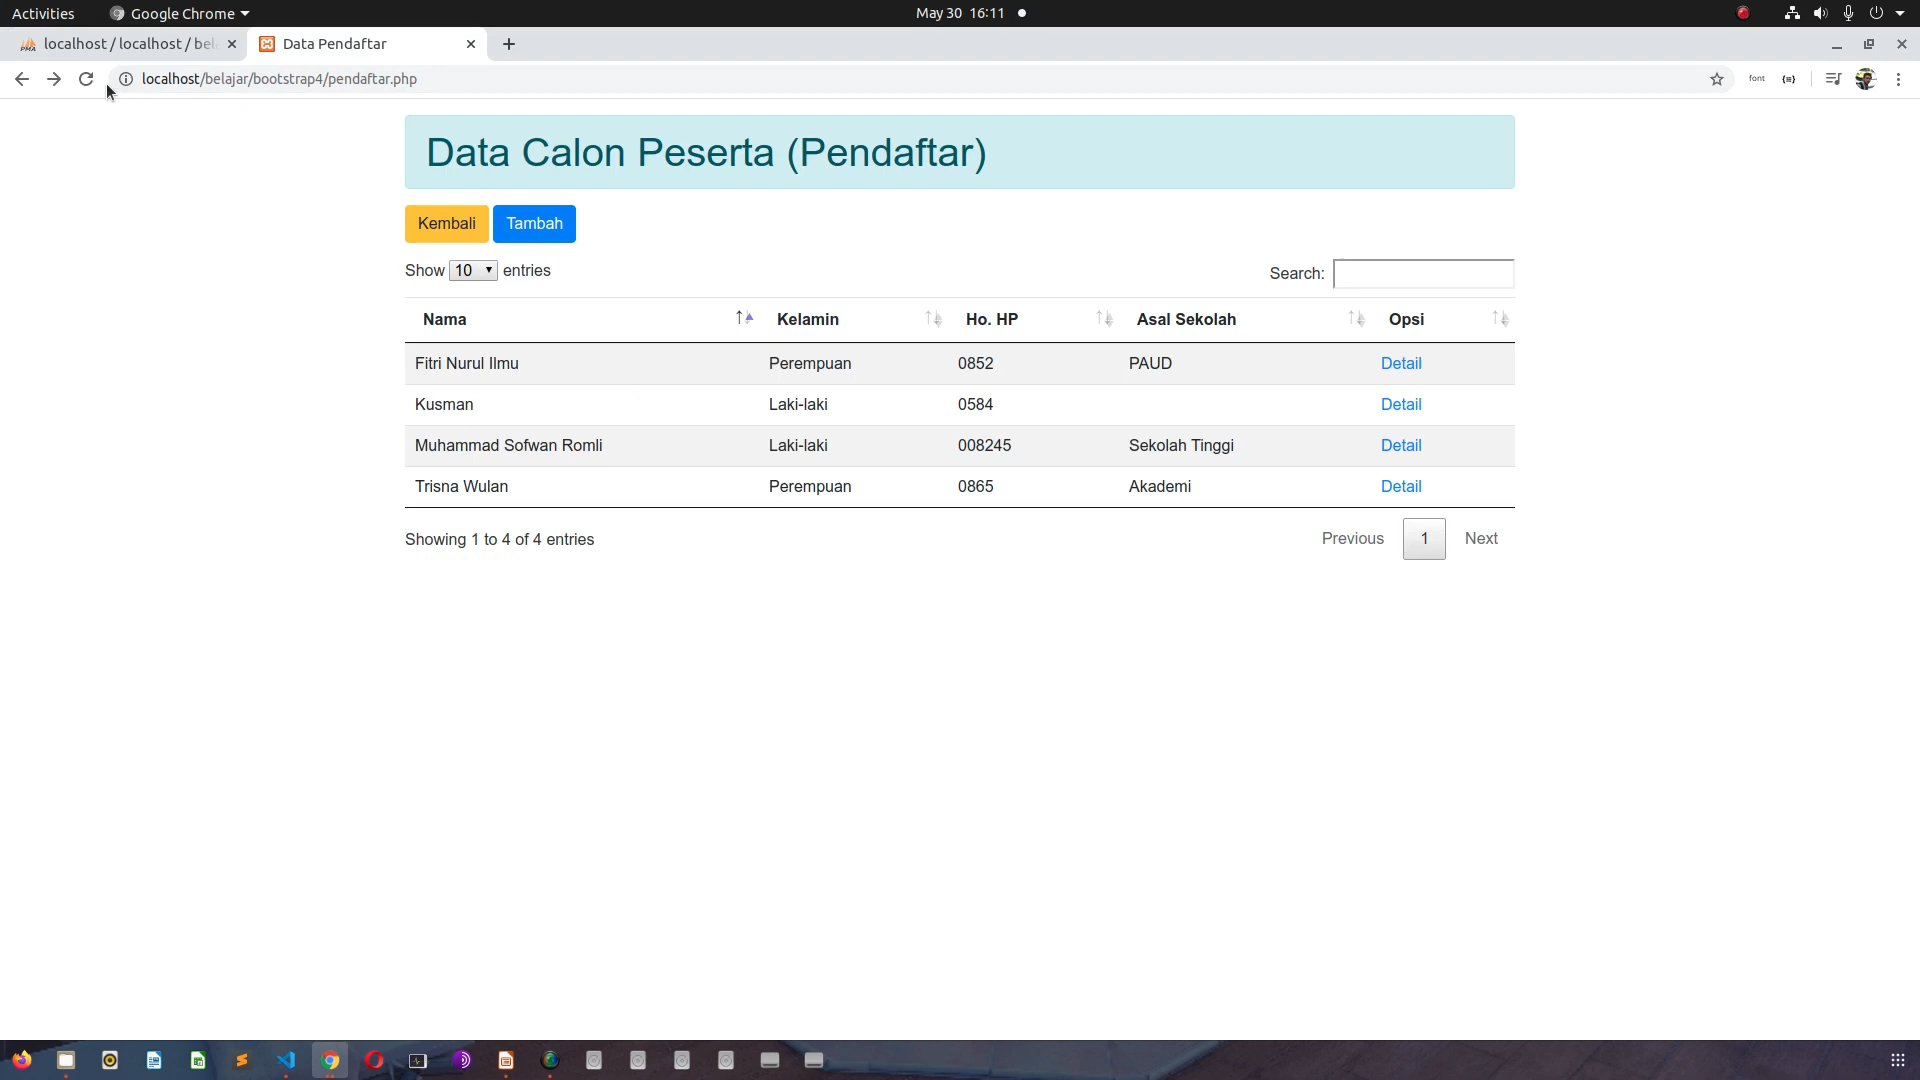 Activities Google Chrome May 30 16:11
localhost / localhost / bel Data Pendaftar
localhost/belajar/bootstrap4/pendaftar.php font
Data Calon Peserta (Pendaftar)
Kembali Tambah
Show 10 entries Search:
Nama Kelamin Ho. HP Asal Sekolah Opsi
Fitri Nurul Ilmu Perempuan 0852 PAUD Detail
Kusman Laki-laki 0584 Detail
Muhammad Sofwan Romli Laki-laki 008245 Sekolah Tinggi Detail
Trisna Wulan Perempuan 0865 Akademi Detail
Showing 1 to 4 of 4 entries Previous 1 Next